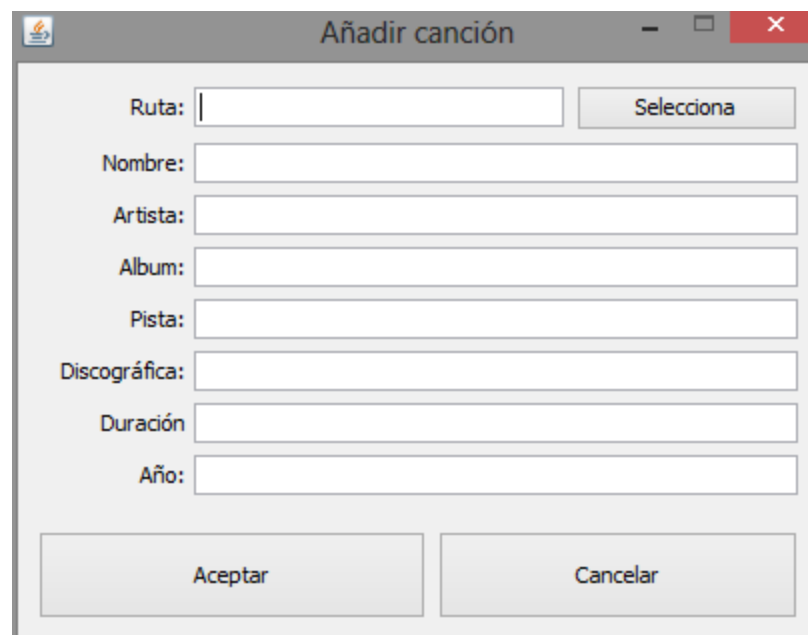 Añadir canción
Ruta: Selecciona
Nombre:
Artista:
Album:
Pista:
Discográfica:
Duración
Año:
Aceptar Cancelar